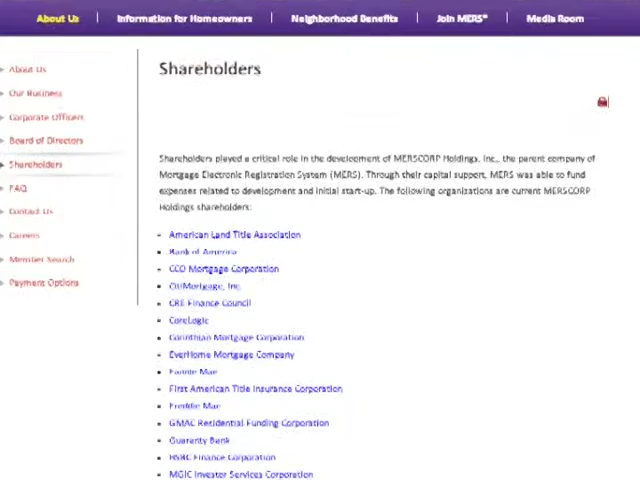 About Us
Information for Homeowners
Neighborhood Benefits
Join MERS®
Media Room
About Us
Our Business
Corporate Officers
Board of Directors
Shareholders
FAQ
Contact Us
Careers
Member Search
Payment Options
Shareholders
Shareholders played a critical role in the development of MERSCORP Holdings, Inc., the parent company of
Mortgage Electronic Registration System (MERS). Through their capital support, MERS was able to fund
expenses related to development and initial start-up. The following organizations are current MERSCORP
Holdings shareholders:
American Land Title Association
Bank of America
CCO Mortgage Corporation
CitiMortgage, Inc.
CRE Finance Council
CoreLogic
Corinthian Mortgage Corporation
EverHome Mortgage Company
Fannie Mae
First American Title Insurance Corporation
Freddie Mac
GMAC Residential Funding Corporation
Guaranty Bank
HSBC Finance Corporation
MGIC Investor Services Corporation